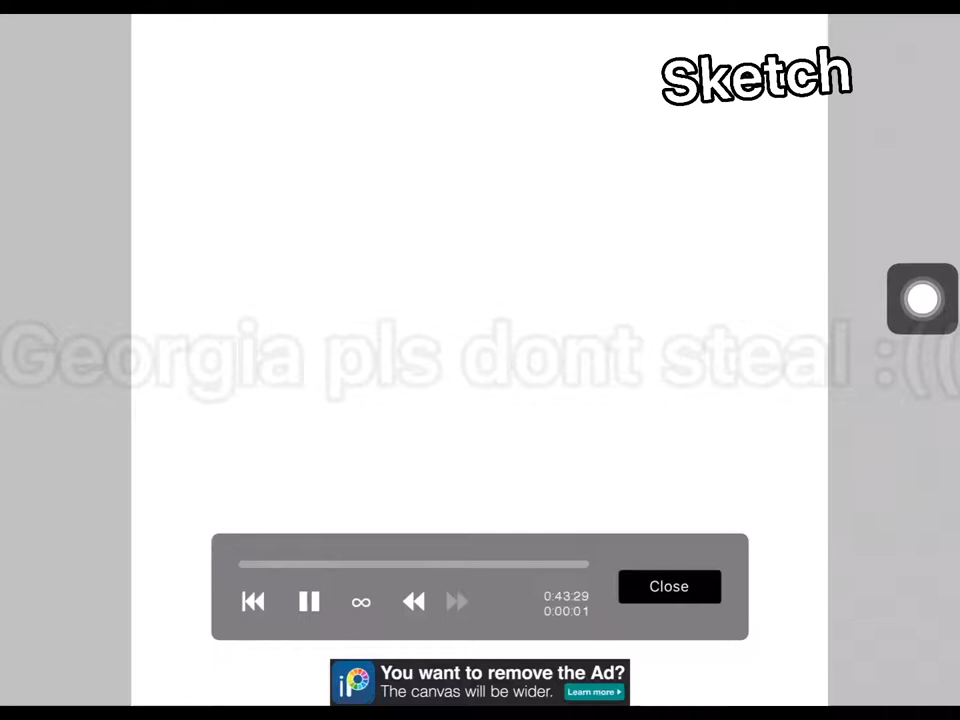 Sketch
Georgia pls dont steal :(((
Close
0:43:29
0:00:01
iP
You want to remove the Ad?
The canvas will be wider.
Learn more